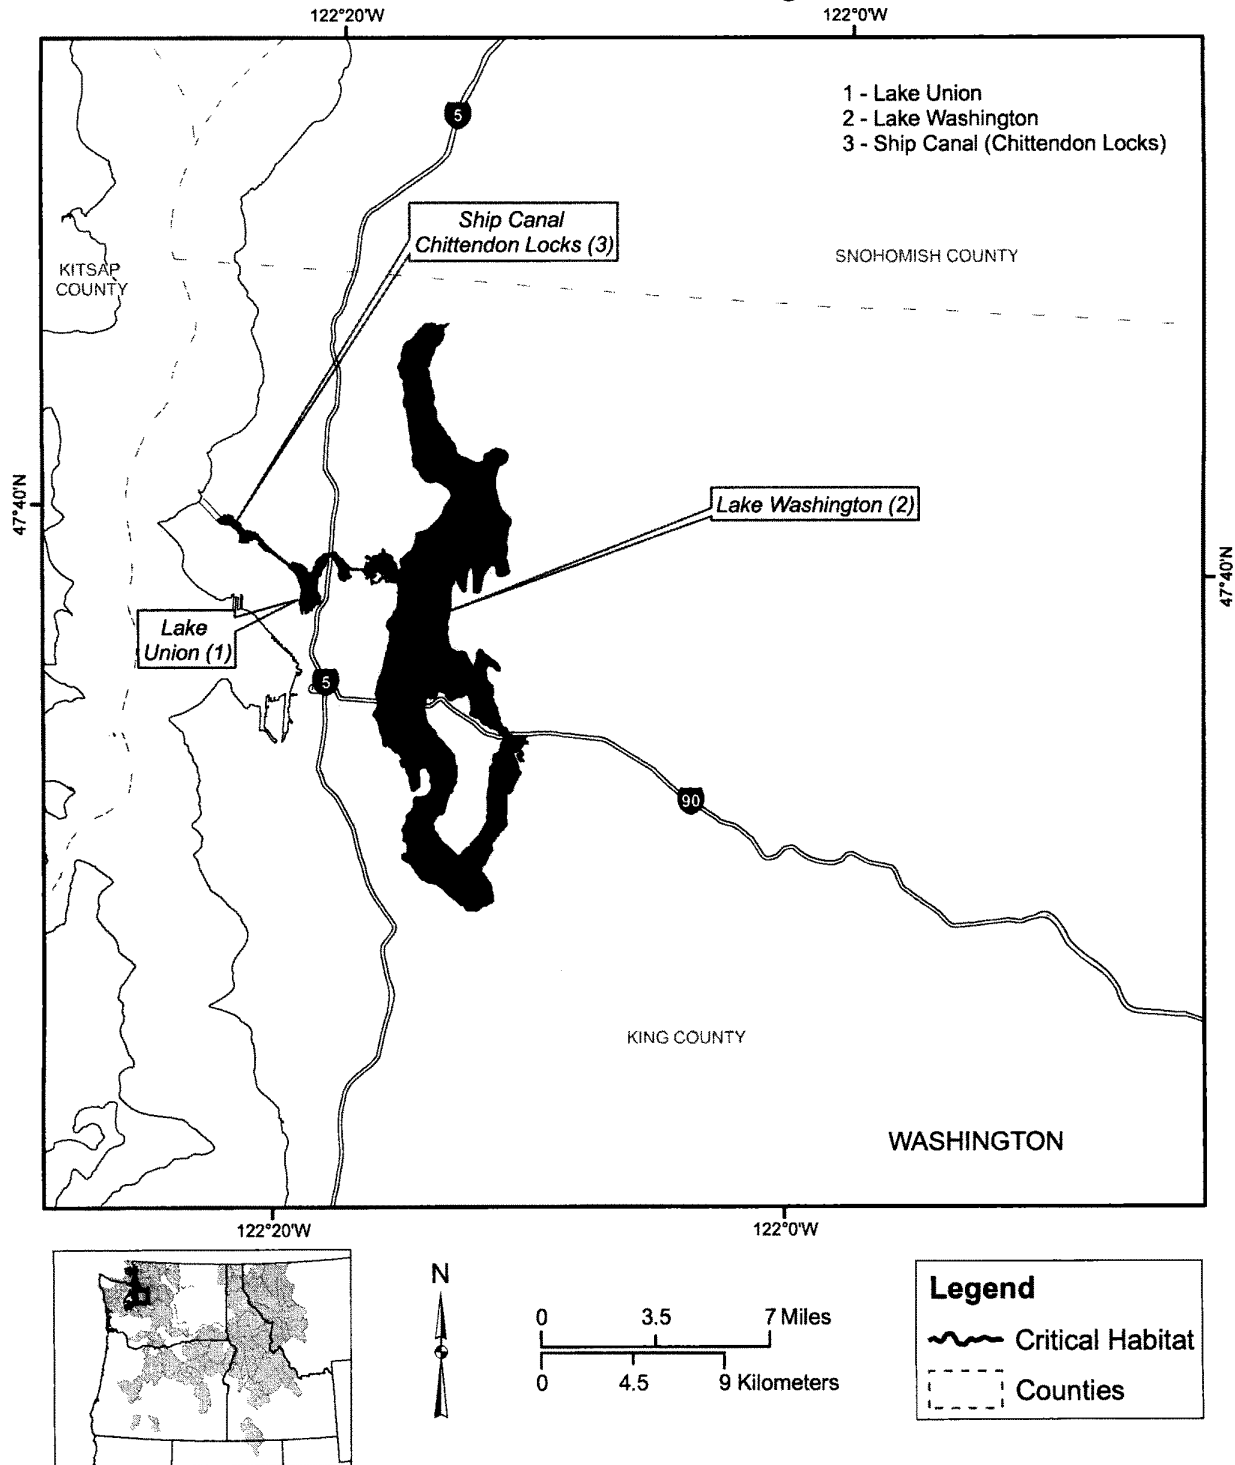 122°20'W
122°0'W
5
1 - Lake Union
2 - Lake Washington
3 - Ship Canal (Chittendon Locks)
Ship Canal
Chittendon Locks (3)
SNOHOMISH COUNTY
KITSAP
COUNTY
47°40'N
Lake Washington (2)
47°40'N
Lake
Union (1)
5
90
KING COUNTY
WASHINGTON
122°20'W
122°0'W
N
0 3.5 7 Miles
0 4.5 9 Kilometers
Legend
Critical Habitat
Counties